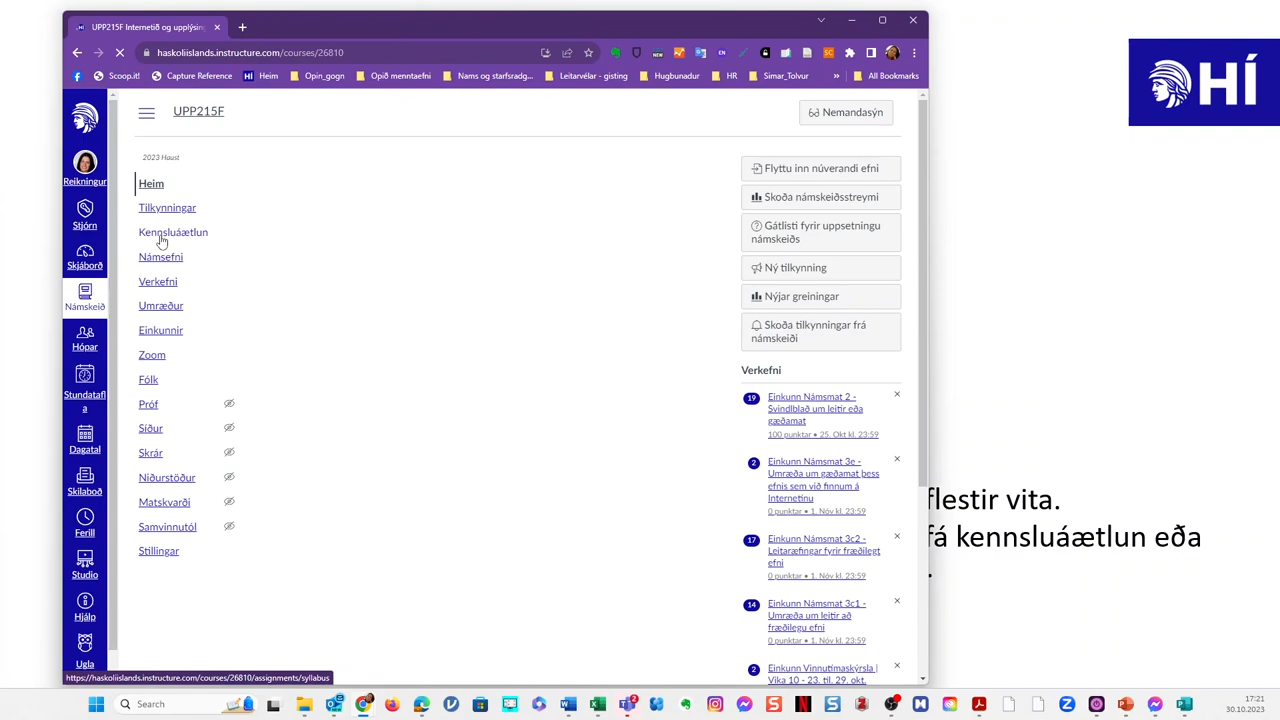 UPP215F Internetið og upplýsing
haskoliislands.instructure.com/courses/26810
Scoop.it!
Capture Reference
Heim
Opin_gogn
Opið menntaefni
Nams og starfsradg...
Leitarvélar - gisting
Hugbunadur
HR
Simar_Tolvur
»
All Bookmarks
HÍ
UPP215F
Nemandasýn
2023 Haust
Heim
Tilkynningar
Kennsluáætlun
Námsefni
Verkefni
Umræður
Einkunnir
Zoom
Fólk
Próf
Síður
Skrár
Niðurstöður
Matskvarði
Samvinnutól
Stillingar
Reikningur
Stjórn
Skjáborð
Námskeið
Hópar
Stundatafl
a
Dagatal
Skilaboð
Ferill
Studio
Hjálp
Ugla
Flyttu inn núverandi efni
Skoða námskeiðsstreymi
Gátlisti fyrir uppsetningu
námskeiðs
Ný tilkynning
Nýjar greiningar
Skoða tilkynningar frá
námskeiði
Verkefni
19 Einkunn Námsmat 2 -
Svindlblað um leitir eða
gæðamat
100 punktar • 25. Okt kl. 23:59
2 Einkunn Námsmat 3e -
Umræða um gæðamat þess
efnis sem við finnum á
Internetinu
0 punktar • 1. Nóv kl. 23:59
17 Einkunn Námsmat 3c2 -
Leitaræfingar fyrir fræðilegt
efni
0 punktar • 1. Nóv kl. 23:59
14 Einkunn Námsmat 3c1 -
Umræða um leitir að
fræðilegu efni
0 punktar • 1. Nóv kl. 23:59
2 Einkunn Vinnutímaskýrsla |
Vika 10 - 23. til. 29. okt.
flestir vita.
fá kennsluáætlun eða
.
https://haskoliislands.instructure.com/courses/26810/assignments/syllabus
Search
17:21
30.10.2023